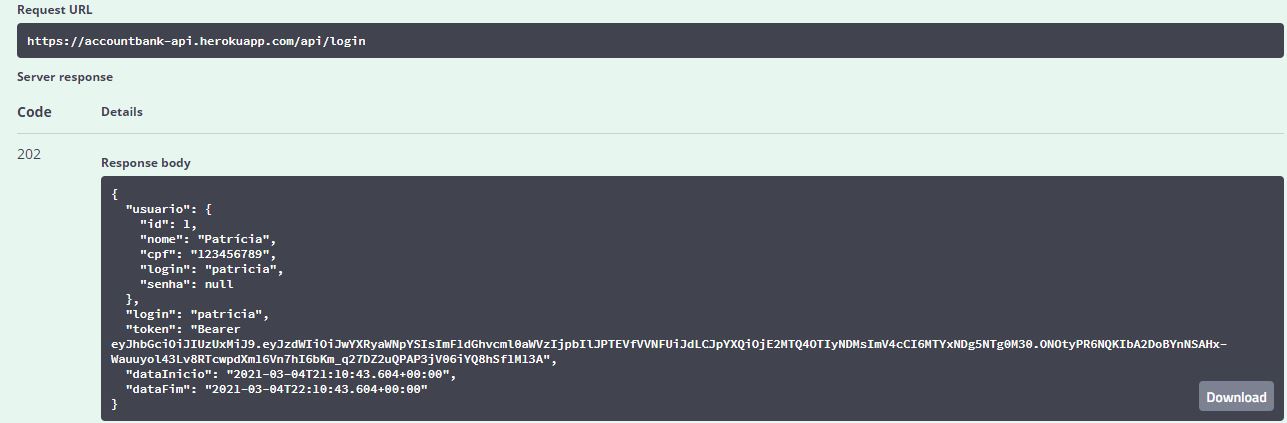 Request URL
https://accountbank-api.herokuapp.com/api/login
Server response
Code Details
202
Response body
{
"usuario": {
"id": 1,
"nome": "Patrícia",
"cpf": "123456789",
"login": "patricia",
"senha": null
},
"login": "patricia",
"token": "Bearer
eyJhbGciOiJIUzUxMiJ9.eyJzdWIiOiJwYXRyaWNpYSIsImF1dGhvcml0aWVzIjpbIlJPTEVfVVNFUiJdLCJpYXQiOjE2MTQ4OTIyNDMsImV4cCI6MTYxNDg5NTg0M30.ONOtyPR6NQKIbA2DoBYnNSAHx-
Wauuyol43Lv8RTcwpdXm16Vn7hI6bKm_q27DZ2uQPAP3jV06iYQ8hSf1M13A",
"dataInicio": "2021-03-04T21:10:43.604+00:00",
"dataFim": "2021-03-04T22:10:43.604+00:00"
}
Download